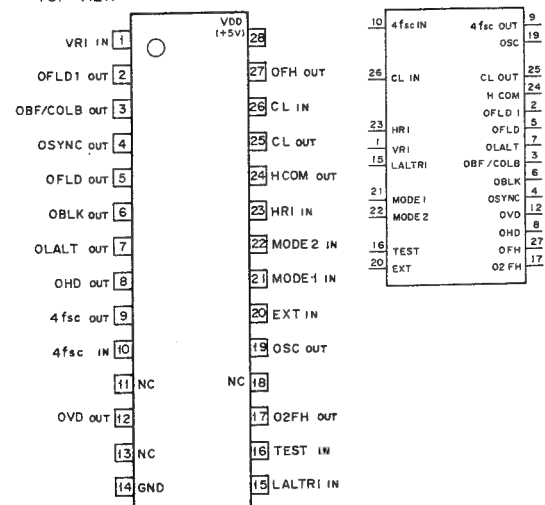 TOP VIEW
VDD
(+5V)
VRI IN 1
28
OFLD1 OUT 2
27 OFH OUT
OBF/COLB OUT 3
26 CL IN
OSYNC OUT 4
25 CL OUT
OFLD OUT 5
24 HCOM OUT
OBLK OUT 6
23 HRI IN
OLALT OUT 7
22 MODE 2 IN
OHD OUT 8
21 MODE 1 IN
4fsc OUT 9
20 EXT IN
4fsc IN 10
19 OSC OUT
11 NC
NC 18
OVD OUT 12
17 O2FH OUT
13 NC
16 TEST IN
14 GND
15 LALTRI IN
10 4fsc IN
4fsc OUT 9
OSC 19
26 CL IN
CL OUT 25
H COM 24
OFLD 1 2
23 HRI
OFLD 5
1 VRI
OLALT 7
15 LALTRI
OBF/COLB 3
OBLK 6
21 MODE 1
OSYNC 4
22 MODE 2
OVD 12
OHD 8
16 TEST
OFH 27
20 EXT
O2 FH 17